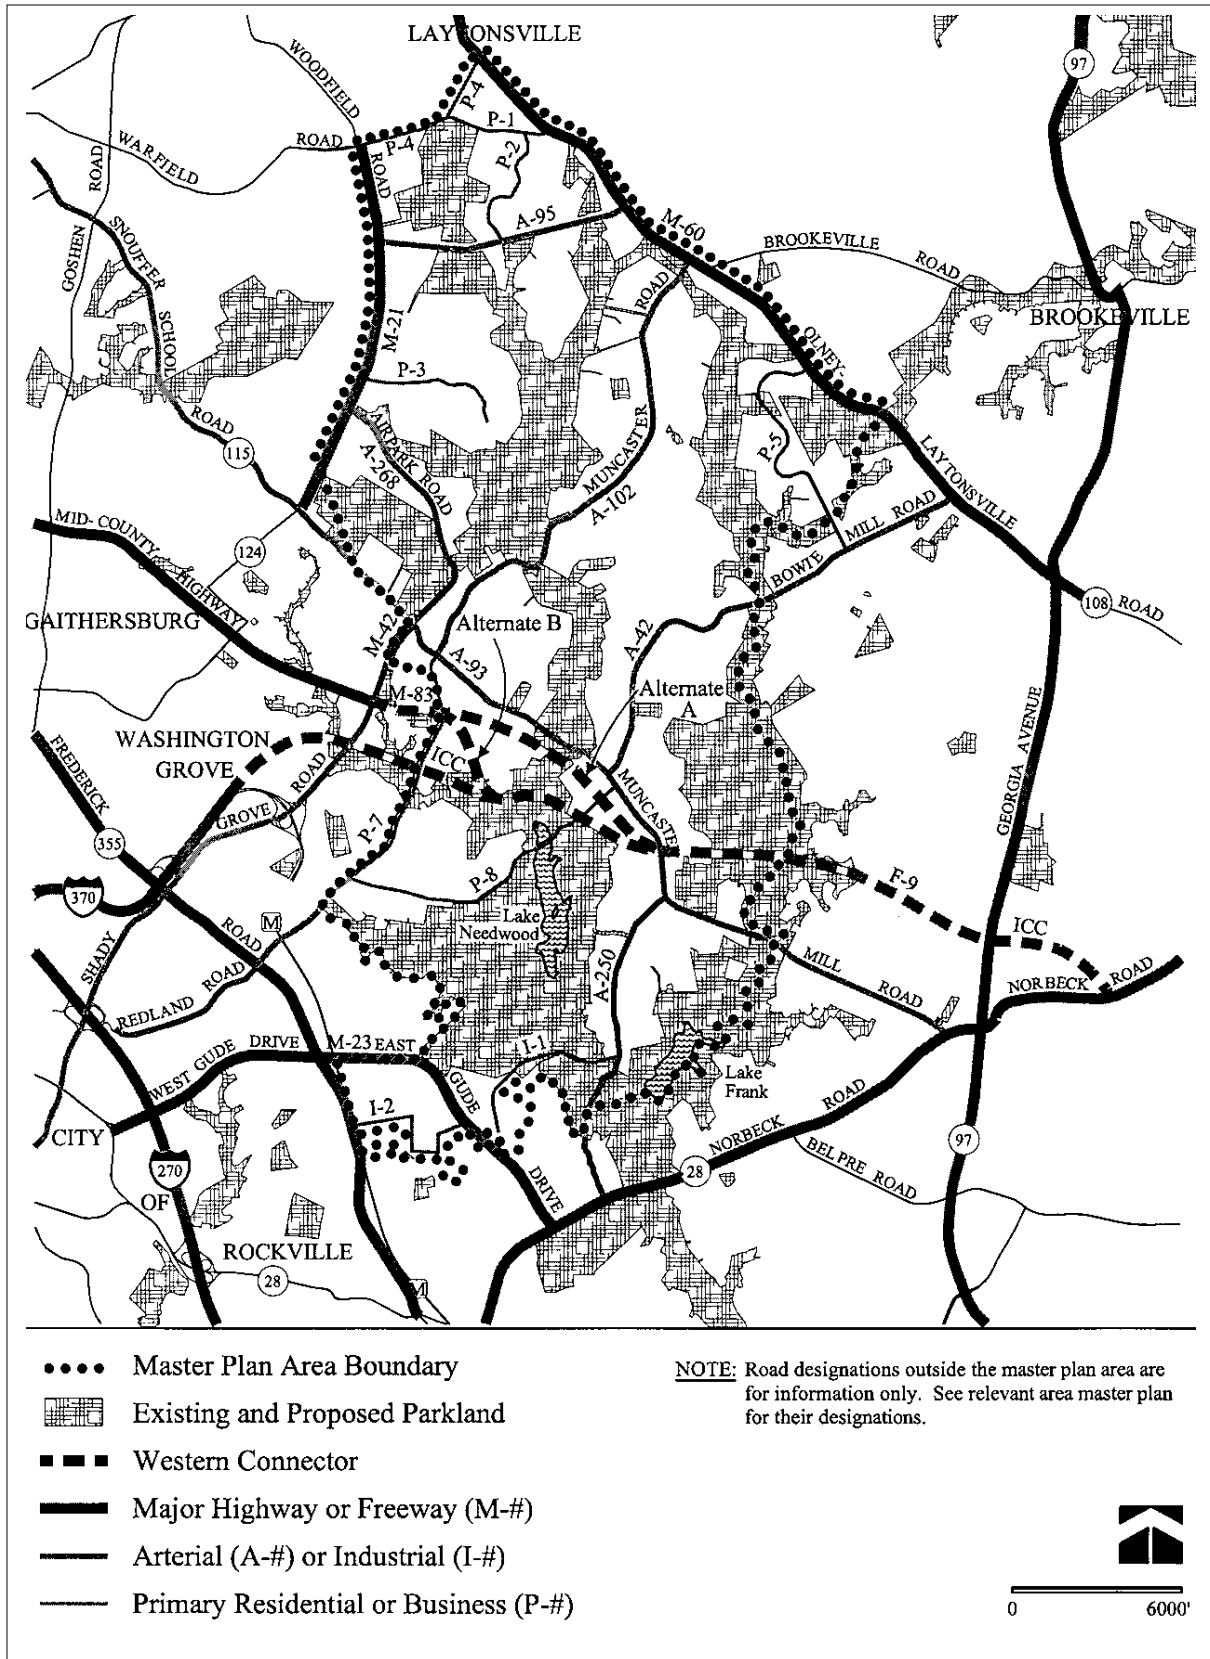 LAYTONSVILLE
WOODFIELD
97
P-4
P-1
WARFIELD
ROAD
P-4
P-2
ROAD
ROAD
A-95
M-60
SNOUFFER
BROOKEVILLE
ROAD
GOSHEN
ROAD
BROOKEVILLE
SCHOOL
M-21
OLNEY-
P-3
ROAD
AIRPARK ROAD
A-268
MUNCASTER
P-5
115
A-102
LAYTONSVILLE
MID-COUNTY
HIGHWAY
124
BOWIE
MILL
ROAD
108
ROAD
GAITHERSBURG
M-42
Alternate B
A-42
A-93
Alternate
A
M-83
GEORGIA AVENUE
WASHINGTON
GROVE
ICC
FREDERICK
ROAD
MUNCASTER
GROVE
355
P-7
P-8
F-9
370
Lake
Needwood
M
ICC
SHADY
ROAD
A-250
MILL
ROAD
REDLAND
ROAD
NORBECK
ROAD
WEST GUDE
DRIVE
M-23
EAST
I-1
GUDE
Lake
Frank
I-2
CITY
ROAD
NORBECK
97
270
DRIVE
28
BELPRE ROAD
OF
ROCKVILLE
28
M
Master Plan Area Boundary
Existing and Proposed Parkland
Western Connector
Major Highway or Freeway (M-#)
Arterial (A-#) or Industrial (I-#)
Primary Residential or Business (P-#)
NOTE: Road designations outside the master plan area are
for information only. See relevant area master plan
for their designations.
0 6000'